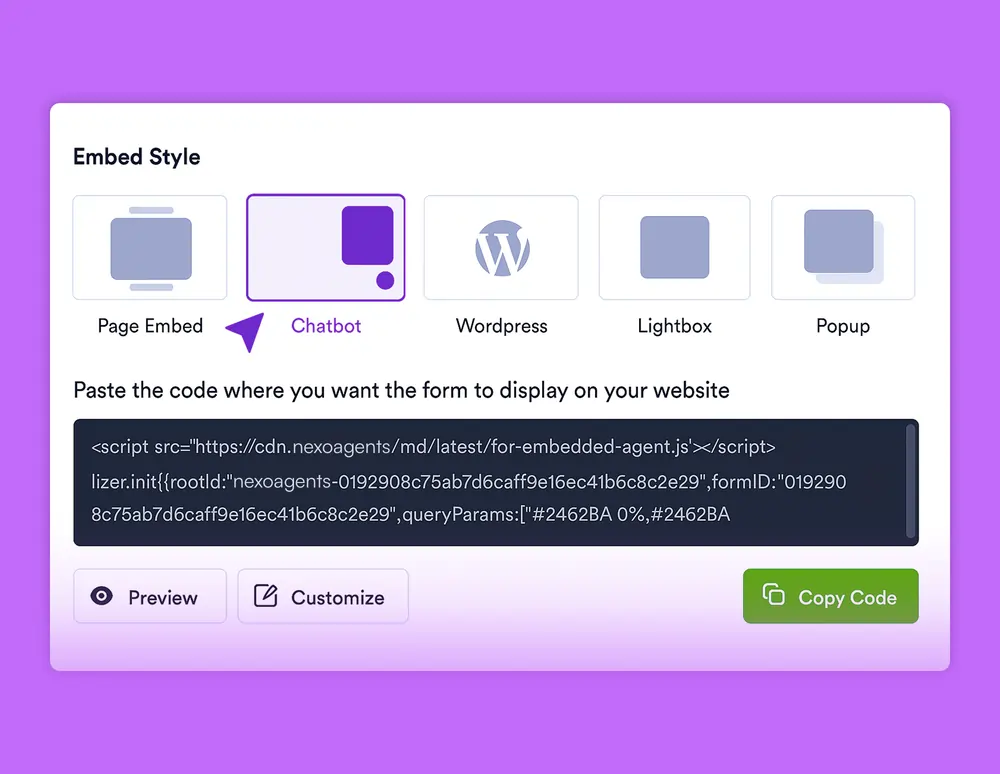 Embed Style
Page Embed
Chatbot
Wordpress
Lightbox
Popup
Paste the code where you want the form to display on your website
<script src="https://cdn.nexoagents/md/latest/for-embedded-agent.js'></script>
lizer.init{{rootId:"nexoagents-0192908c75ab7d6caff9e16ec41b6c8c2e29",formID:"019290
8c75ab7d6caff9e16ec41b6c8c2e29",queryParams:["#2462BA 0%,#2462BA
Preview
Customize
Copy Code